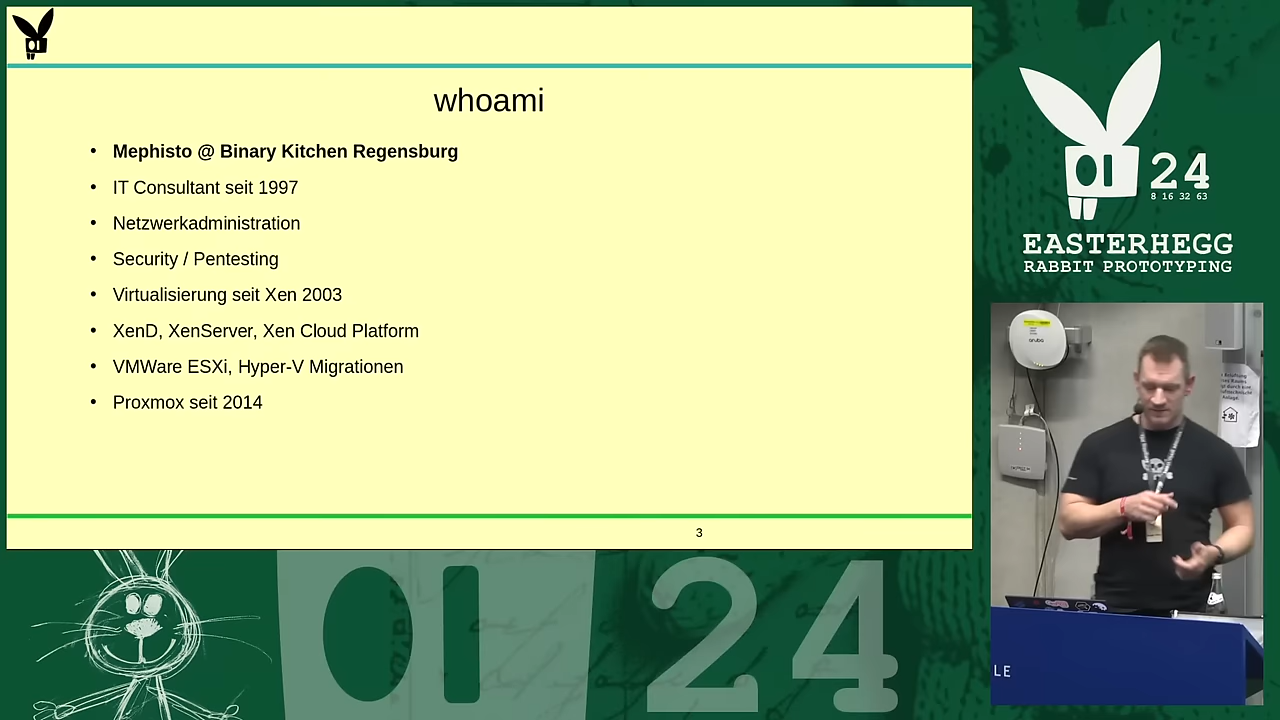 whoami
• Mephisto @ Binary Kitchen Regensburg
• IT Consultant seit 1997
• Netzwerkadministration
• Security / Pentesting
• Virtualisierung seit Xen 2003
• XenD, XenServer, Xen Cloud Platform
• VMWare ESXi, Hyper-V Migrationen
• Proxmox seit 2014
3
24
8 16 32 63
EASTERHEGG
RABBIT PROTOTYPING
aruba
LE
24